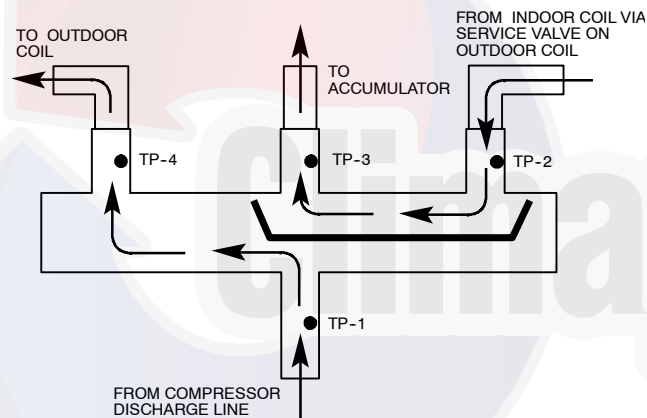 TO OUTDOOR
COIL
TO
ACCUMULATOR
FROM INDOOR COIL VIA
SERVICE VALVE ON
OUTDOOR COIL
TP-4
TP-3
TP-2
TP-1
FROM COMPRESSOR
DISCHARGE LINE
Clima